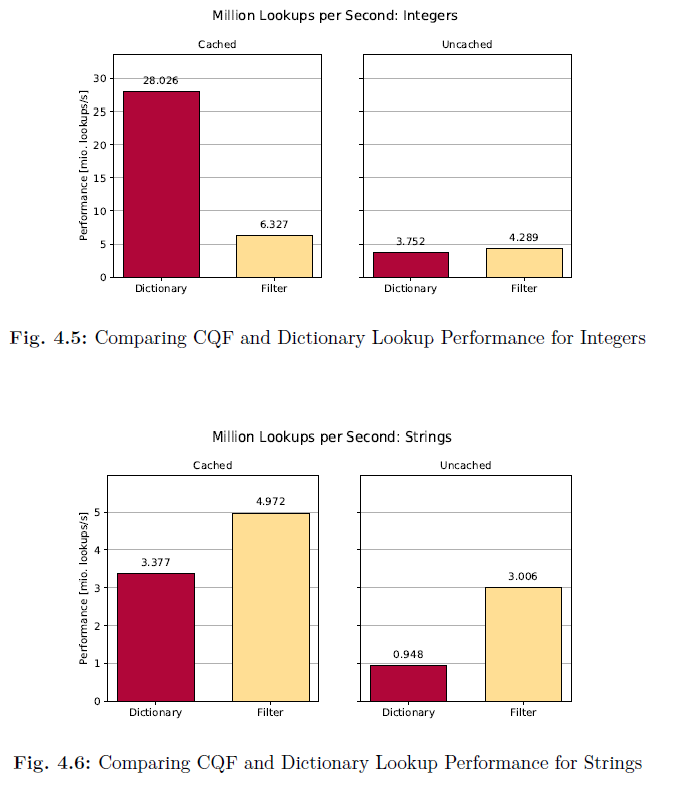 Million Lookups per Second: Integers
Cached
Uncached
Performance [mio. lookups/s]
30
25
20
15
10
5
0
28.026
6.327
3.752
4.289
Dictionary
Filter
Dictionary
Filter
Fig. 4.5: Comparing CQF and Dictionary Lookup Performance for Integers
Million Lookups per Second: Strings
Cached
Uncached
Performance [mio. lookups/s]
5
4
3
2
1
0
3.377
4.972
0.948
3.006
Dictionary
Filter
Dictionary
Filter
Fig. 4.6: Comparing CQF and Dictionary Lookup Performance for Strings